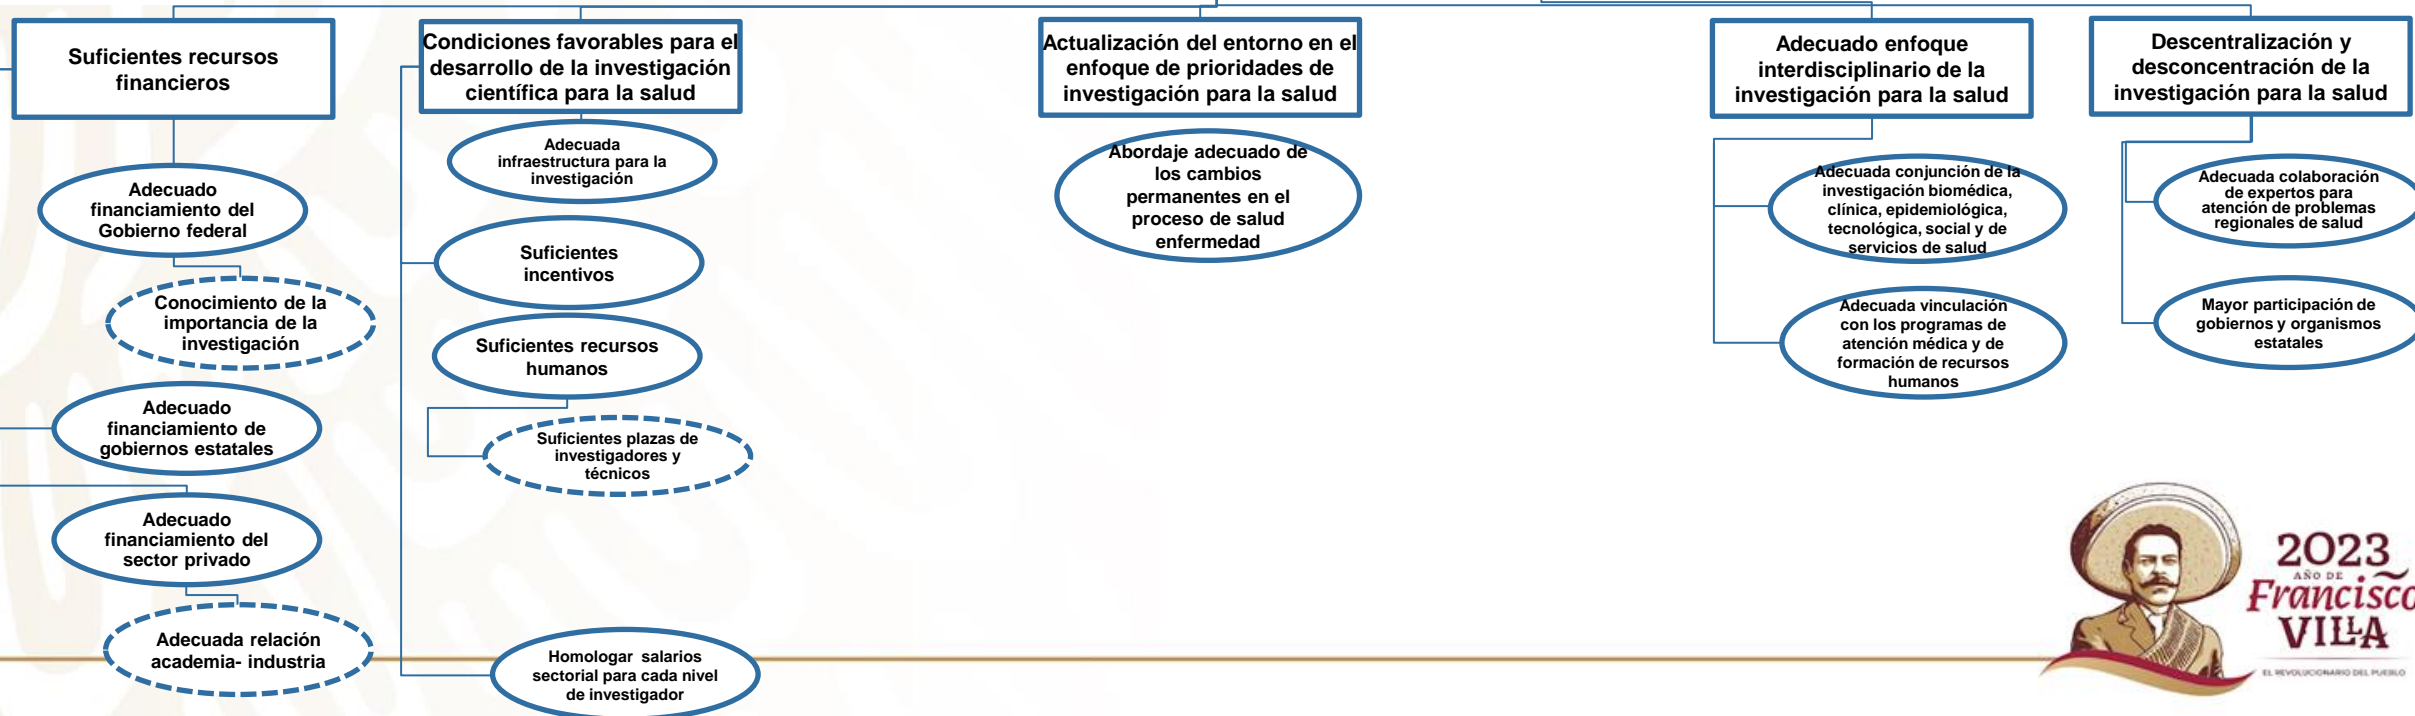 Suficientes recursos
financieros
Adecuado
financiamiento del
Gobierno federal
Conocimiento de la
importancia de la
investigación
Adecuado
financiamiento de
gobiernos estatales
Adecuado
financiamiento del
sector privado
Adecuada relación
academia- industria
Condiciones favorables para el
desarrollo de la investigación
científica para la salud
Adecuada
infraestructura para la
investigación
Suficientes
incentivos
Suficientes recursos
humanos
Suficientes plazas de
investigadores y
técnicos
Homologar salarios
sectorial para cada nivel
de investigador
Actualización del entorno en el
enfoque de prioridades de
investigación para la salud
Abordaje adecuado de
los cambios
permanentes en el
proceso de salud
enfermedad
Adecuado enfoque
interdisciplinario de la
investigación para la salud
Adecuada conjunción de la
investigación biomédica,
clínica, epidemiológica,
tecnológica, social y de
servicios de salud
Adecuada vinculación
con los programas de
atención médica y de
formación de recursos
humanos
Descentralización y
desconcentración de la
investigación para la salud
Adecuada colaboración
de expertos para
atención de problemas
regionales de salud
Mayor participación de
gobiernos y organismos
estatales
2023
AÑO DE
Francisco
VILLA
EL REVOLUCIONARIO DEL PUEBLO